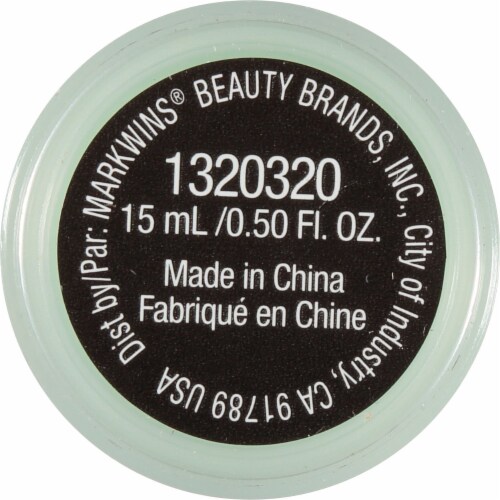 Dist by/Par: MARKWINS® BEAUTY BRANDS, INC., City of Industry, CA 91789 USA
1320320
15 mL /0.50 Fl. OZ.
Made in China
Fabriqué en Chine